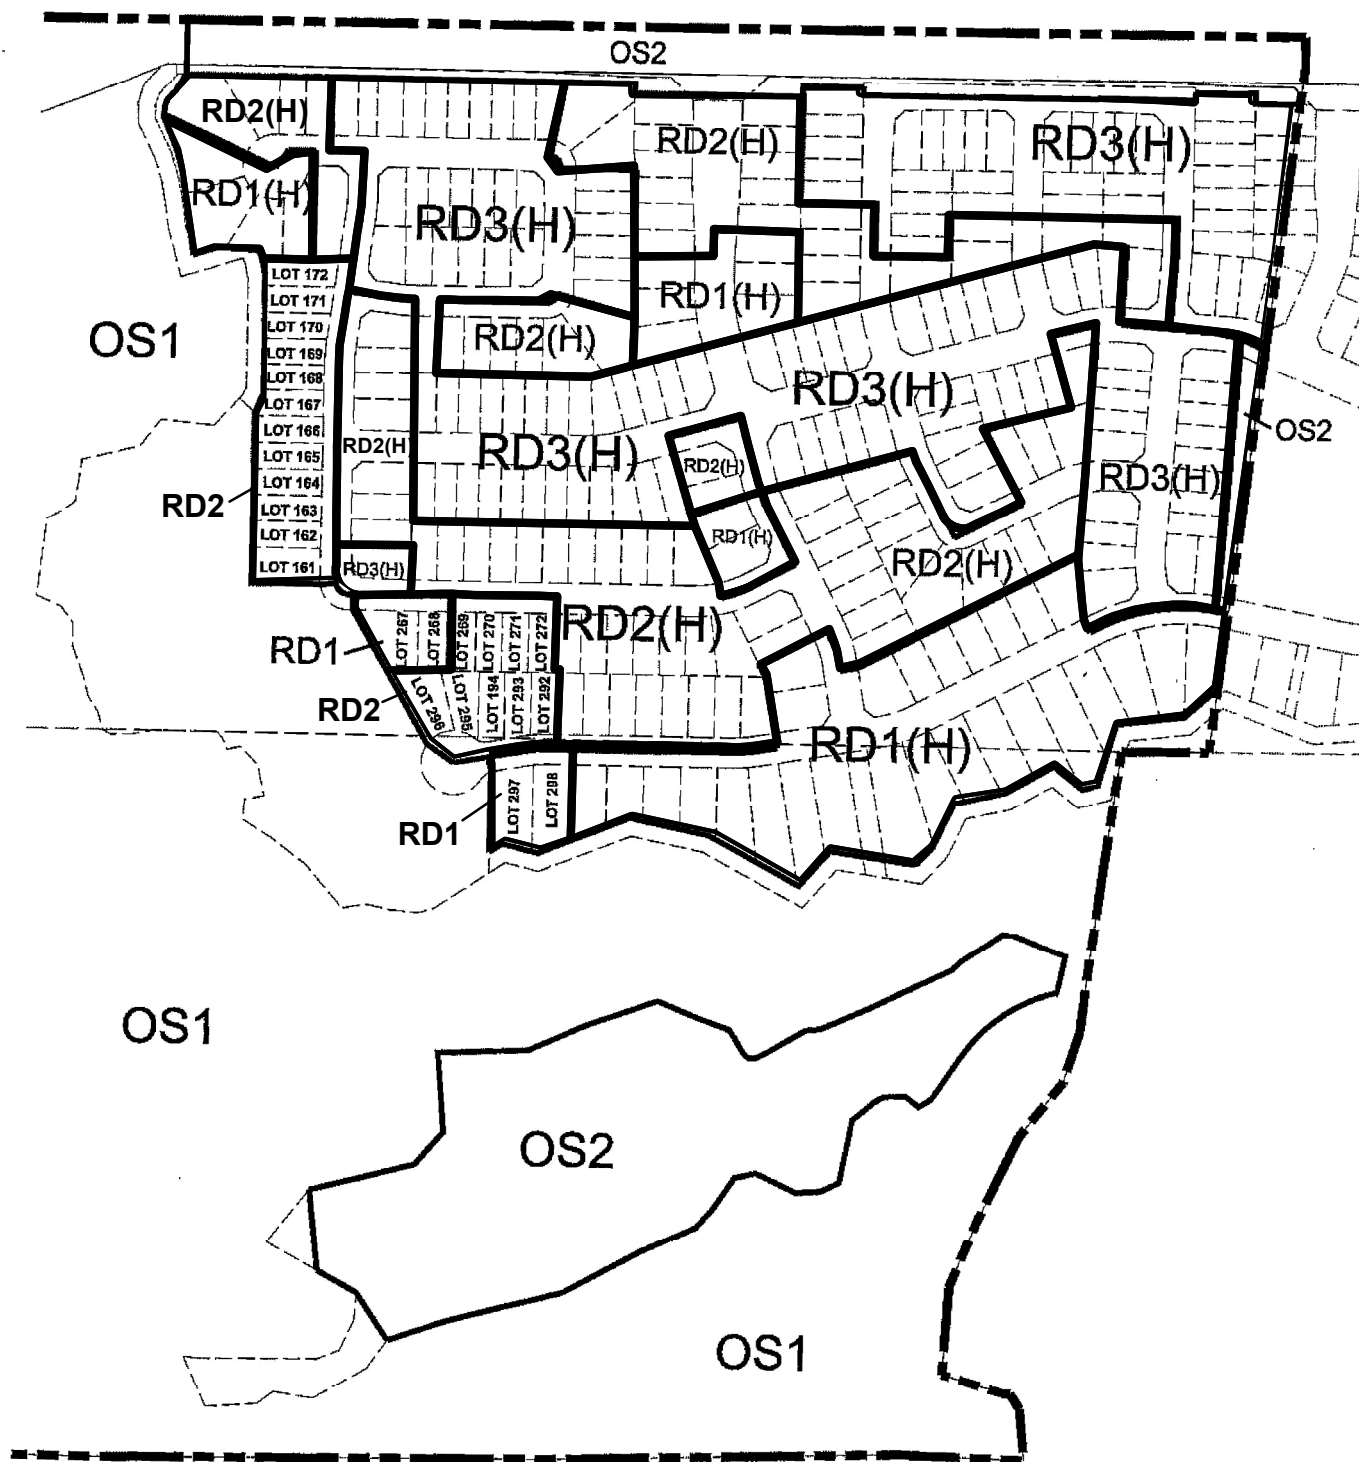 OS2
RD2(H)
RD2(H)
RD3(H)
RD1(H)
RD3(H)
LOT 172
LOT 171
RD1(H)
LOT 170
OS1
RD2(H)
LOT 169
LOT 168
RD3(H)
LOT 167
LOT 166
OS2
RD2(H)
LOT 165
RD3(H)
RD2(H)
LOT 164
RD3(H)
RD2
LOT 163
LOT 162
RD1(H)
LOT 161
RD3(H)
RD2(H)
RD2(H)
RD1
LOT 267
LOT 268
LOT 269
LOT 270
LOT 271
LOT 272
RD2
LOT 296
LOT 295
LOT 194
LOT 293
LOT 292
RD1(H)
RD1
LOT 297
LOT 298
OS1
OS2
OS1